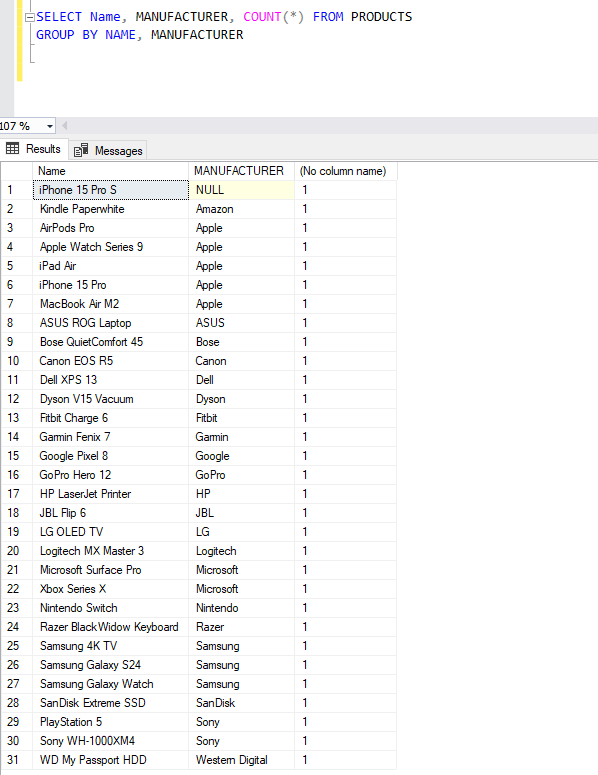 SELECT Name, MANUFACTURER, COUNT(*) FROM PRODUCTS
GROUP BY NAME, MANUFACTURER
107 %
Results Messages
Name MANUFACTURER (No column name)
1 iPhone 15 Pro S NULL 1
2 Kindle Paperwhite Amazon 1
3 AirPods Pro Apple 1
4 Apple Watch Series 9 Apple 1
5 iPad Air Apple 1
6 iPhone 15 Pro Apple 1
7 MacBook Air M2 Apple 1
8 ASUS ROG Laptop ASUS 1
9 Bose QuietComfort 45 Bose 1
10 Canon EOS R5 Canon 1
11 Dell XPS 13 Dell 1
12 Dyson V15 Vacuum Dyson 1
13 Fitbit Charge 6 Fitbit 1
14 Garmin Fenix 7 Garmin 1
15 Google Pixel 8 Google 1
16 GoPro Hero 12 GoPro 1
17 HP LaserJet Printer HP 1
18 JBL Flip 6 JBL 1
19 LG OLED TV LG 1
20 Logitech MX Master 3 Logitech 1
21 Microsoft Surface Pro Microsoft 1
22 Xbox Series X Microsoft 1
23 Nintendo Switch Nintendo 1
24 Razer BlackWidow Keyboard Razer 1
25 Samsung 4K TV Samsung 1
26 Samsung Galaxy S24 Samsung 1
27 Samsung Galaxy Watch Samsung 1
28 SanDisk Extreme SSD SanDisk 1
29 PlayStation 5 Sony 1
30 Sony WH-1000XM4 Sony 1
31 WD My Passport HDD Western Digital 1